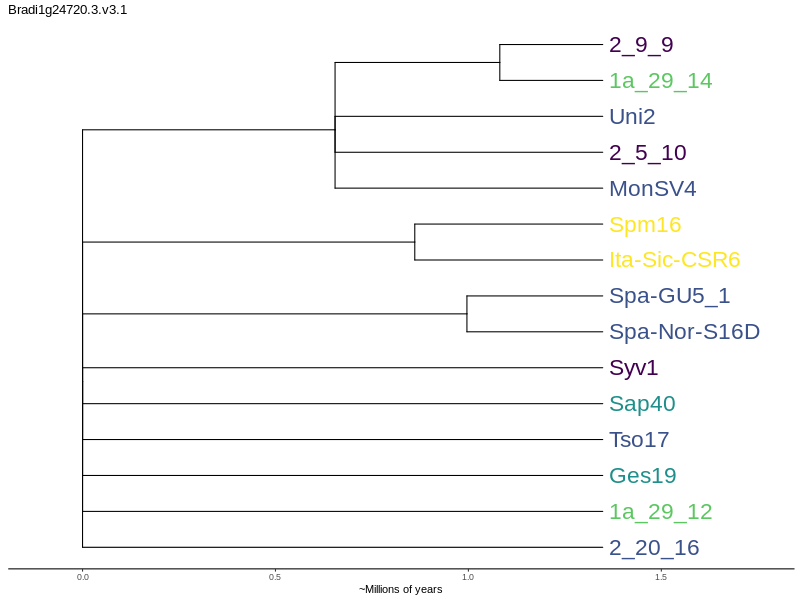 Bradi1g24720.3.v3.1
2_9_9
1a_29_14
Uni2
2_5_10
MonSV4
Spm16
Ita-Sic-CSR6
Spa-GU5_1
Spa-Nor-S16D
Syv1
Sap40
Tso17
Ges19
1a_29_12
2_20_16
0.0 0.5 1.0 1.5
~Millions of years